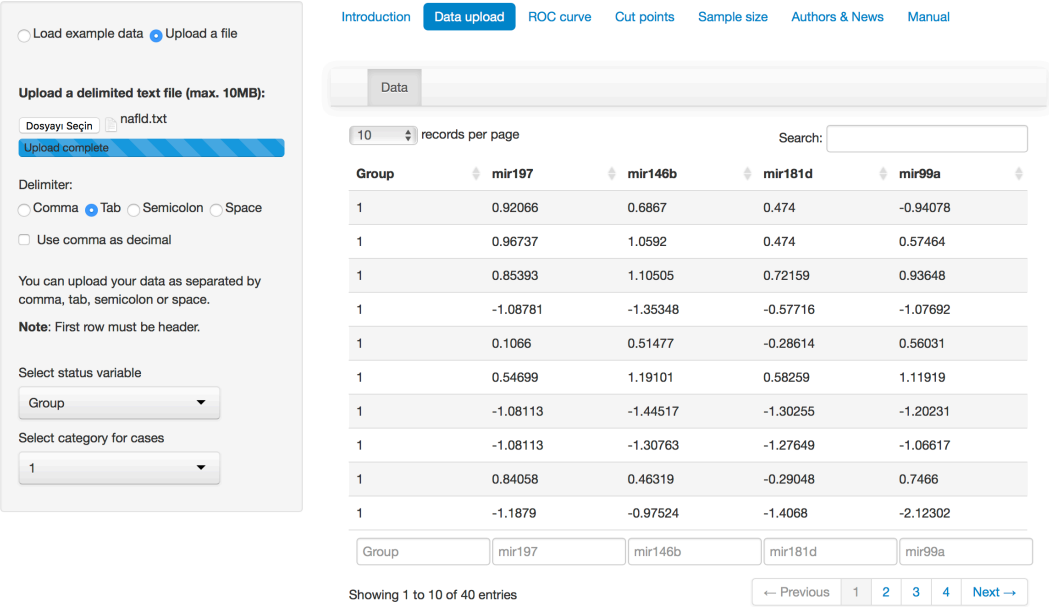 Load example data Upload a file
Upload a delimited text file (max. 10MB):
Dosyayı Seçin nafld.txt
Upload complete
Delimiter:
Comma Tab Semicolon Space
Use comma as decimal
You can upload your data as separated by
comma, tab, semicolon or space.
Note: First row must be header.
Select status variable
Group
Select category for cases
1
Introduction Data upload ROC curve Cut points Sample size Authors & News Manual
Data
10 records per page Search:
Group mir197 mir146b mir181d mir99a
1 0.92066 0.6867 0.474 -0.94078
1 0.96737 1.0592 0.474 0.57464
1 0.85393 1.10505 0.72159 0.93648
1 -1.08781 -1.35348 -0.57716 -1.07692
1 0.1066 0.51477 -0.28614 0.56031
1 0.54699 1.19101 0.58259 1.11919
1 -1.08113 -1.44517 -1.30255 -1.20231
1 -1.08113 -1.30763 -1.27649 -1.06617
1 0.84058 0.46319 -0.29048 0.7466
1 -1.1879 -0.97524 -1.4068 -2.12302
Group mir197 mir146b mir181d mir99a
Showing 1 to 10 of 40 entries ← Previous 1 2 3 4 Next →